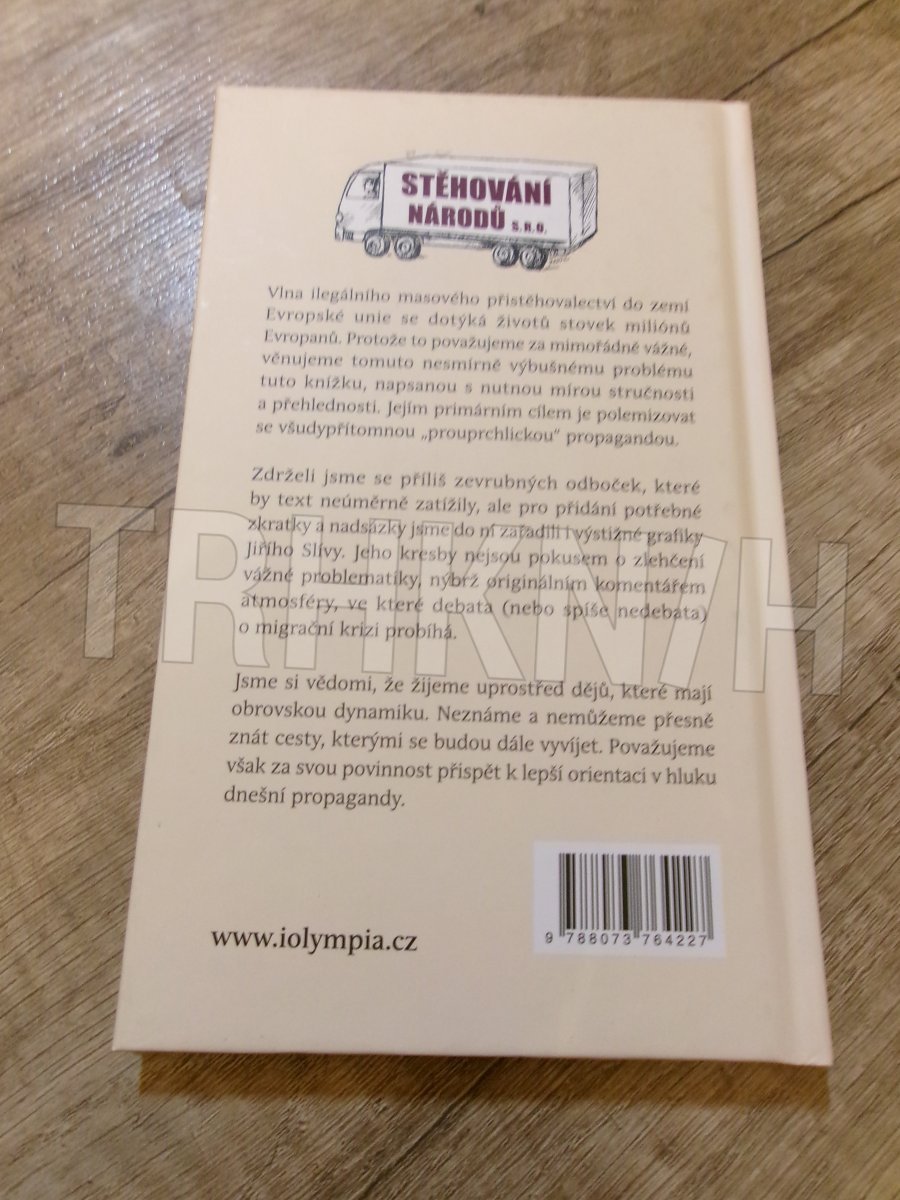 STĚHOVÁNÍ
NÁRODŮ S.R.O.
Vlna ilegálního masového přistěhovalectví do zemí
Evropské unie se dotýká životů stovek miliónů
Evropanů. Protože to považujeme za mimořádné vážné,
věnujeme tomuto nesmírně výbušnému problému
tuto knížku, napsanou s nutnou mírou stručnosti
a přehlednosti. Jejím primárním cílem je polemizovat
se všudypřítomnou „prouprchlickou“ propagandou.
Zdrželi jsme se příliš zevrubných odboček, které
by text neúměrně zatížily, ale pro přidání potřebné
zkratky a nadsázky jsme do ní zařadili i výstižné grafiky
Jiřího Slívy. Jeho kresby nejsou pokusem o zlehčení
vážné problematiky, nýbrž originálním komentářem
atmosféry, ve které debata (nebo spíše nedebata)
o migrační krizi probíhá.
Jsme si vědomi, že žijeme uprostřed dějů, které mají
obrovskou dynamiku. Neznáme a nemůžeme přesně
znát cesty, kterými se budou dále vyvíjet. Považujeme
však za svou povinnost přispět k lepší orientaci v hluku
dnešní propagandy.
www.iolympia.cz
9 788073 764227